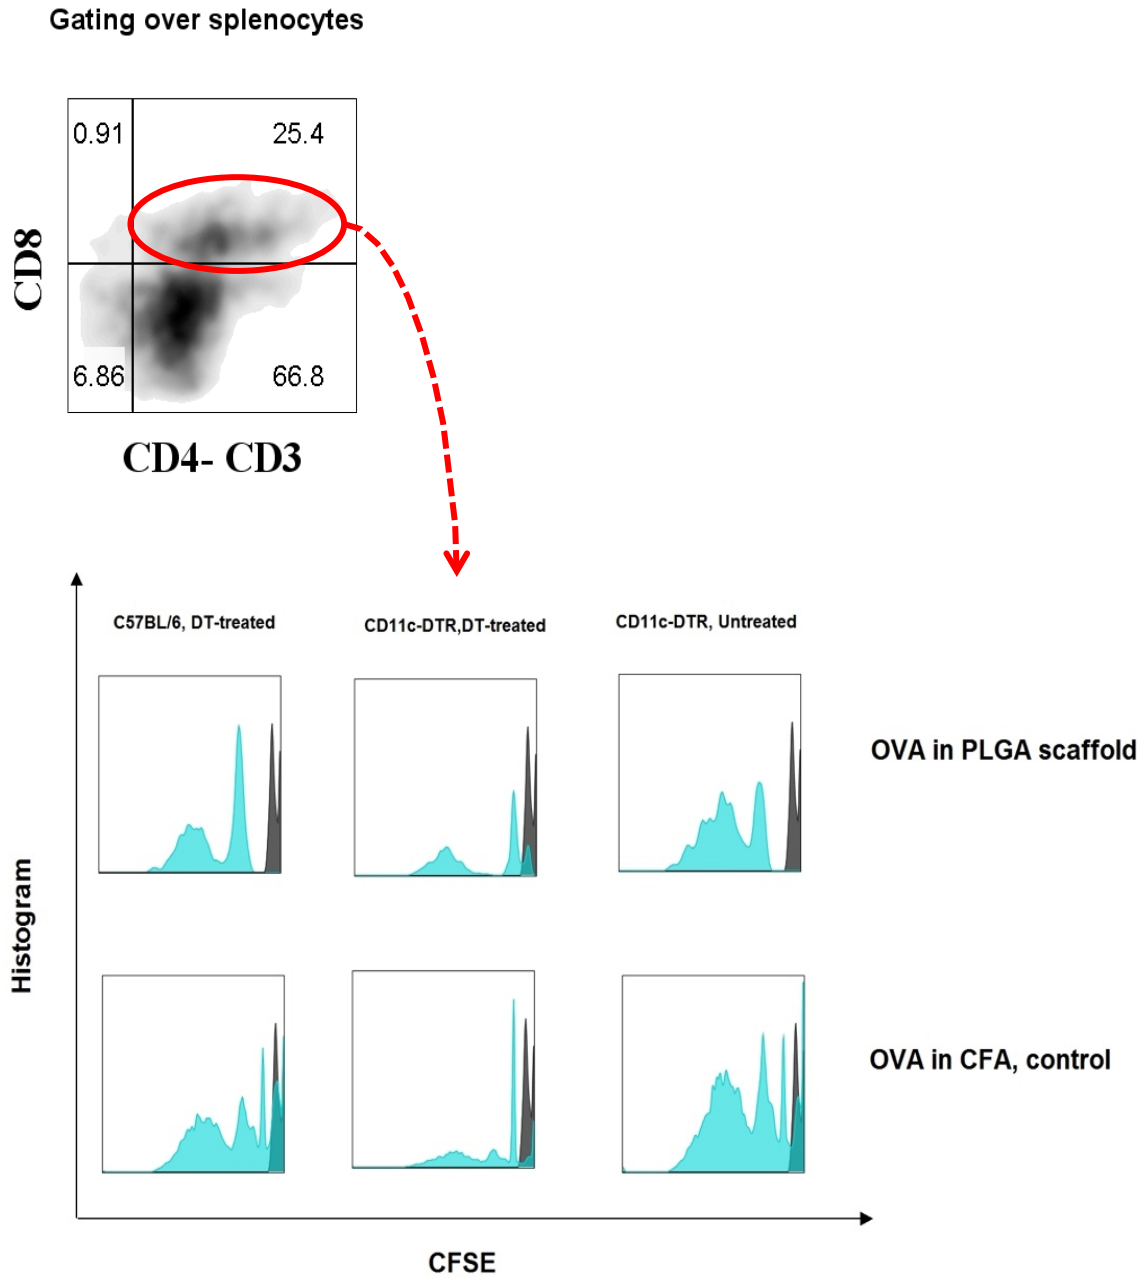 Gating over splenocytes
0.91
25.4
CD8
6.86
66.8
CD4- CD3
C57BL/6, DT-treated
CD11c-DTR,DT-treated
CD11c-DTR, Untreated
OVA in PLGA scaffold
Histogram
OVA in CFA, control
CFSE